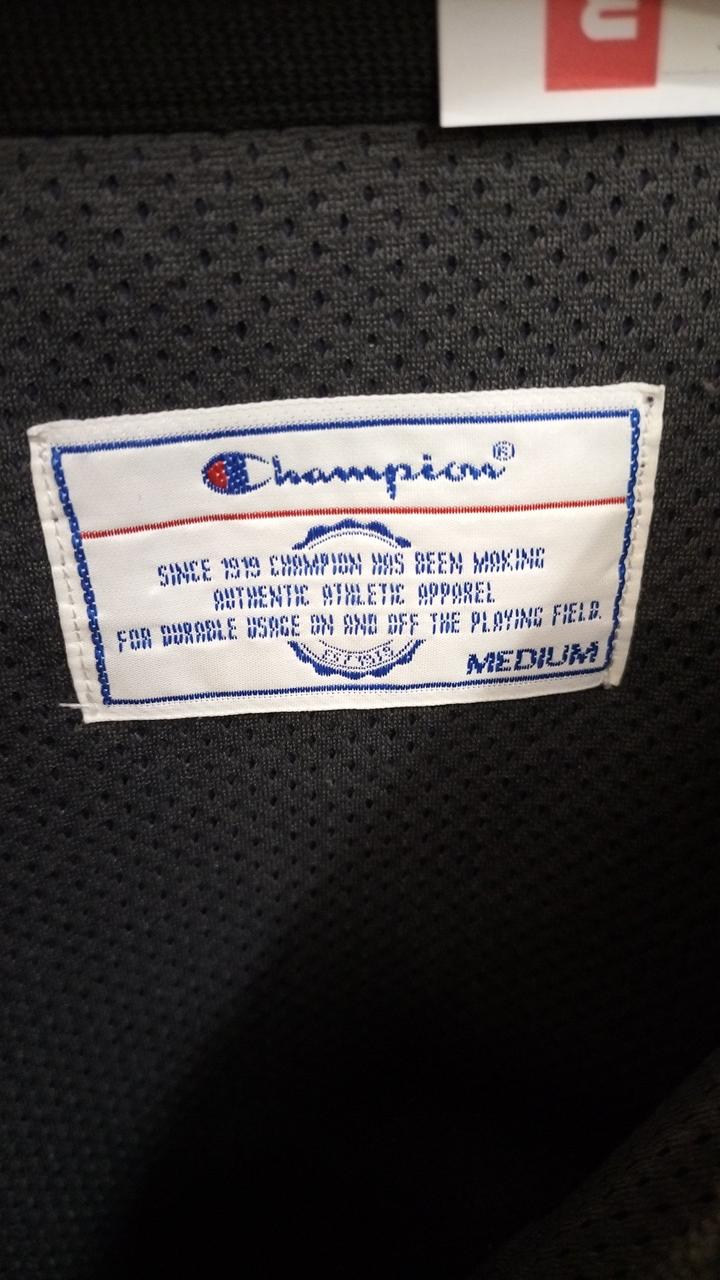 Champion®
SINCE 1919 CHAMPION HAS BEEN MAKING
AUTHENTIC ATHLETIC APPAREL
FOR DURABLE USAGE ON AND OFF THE PLAYING FIELD.
EST 1919
MEDIUM